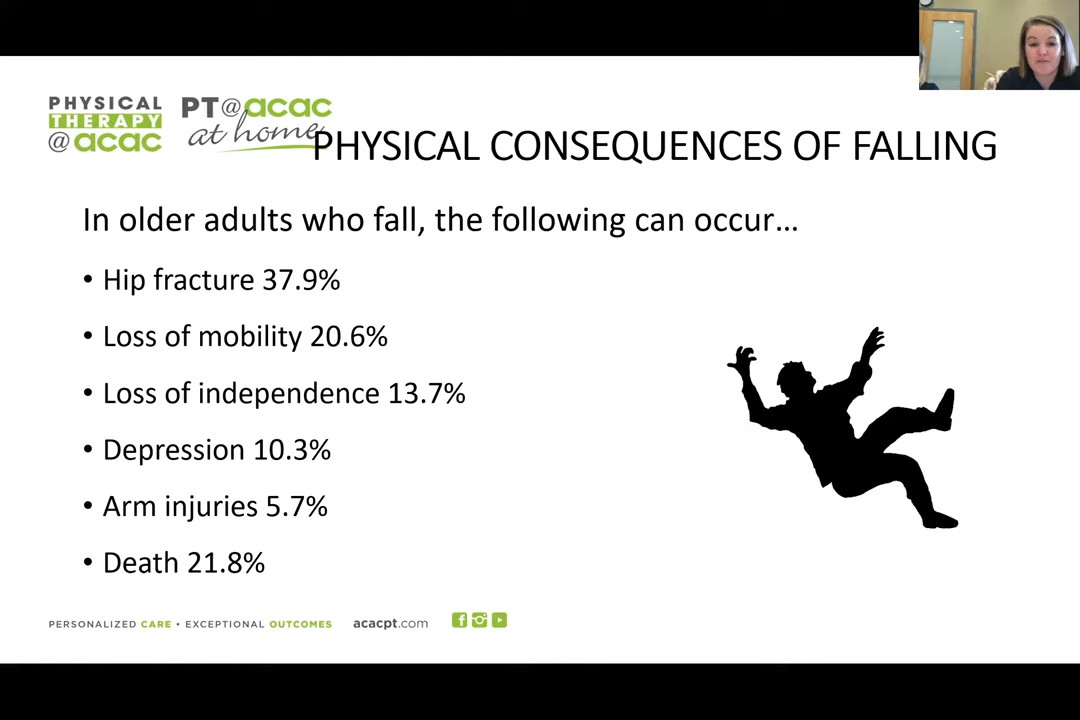 PHYSICAL
THERAPY
@acac
PT@acac
at home
PHYSICAL CONSEQUENCES OF FALLING
In older adults who fall, the following can occur…
• Hip fracture 37.9%
• Loss of mobility 20.6%
• Loss of independence 13.7%
• Depression 10.3%
• Arm injuries 5.7%
• Death 21.8%
PERSONALIZED CARE • EXCEPTIONAL OUTCOMES acacpt.com